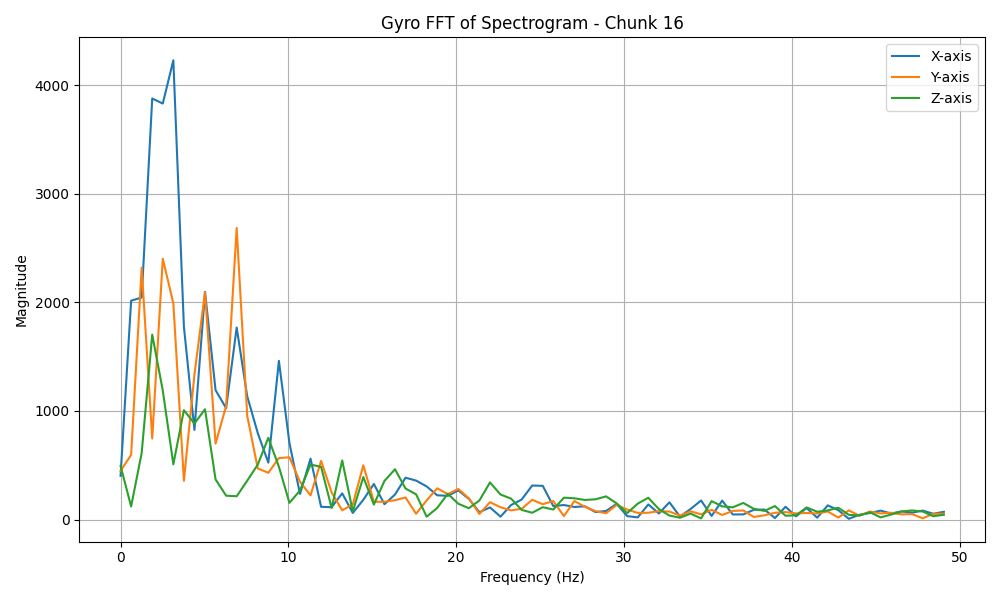 Gyro FFT of Spectrogram - Chunk 16
X-axis
Y-axis
Z-axis
Magnitude
4000
3000
2000
1000
0
0 10 20 30 40 50
Frequency (Hz)